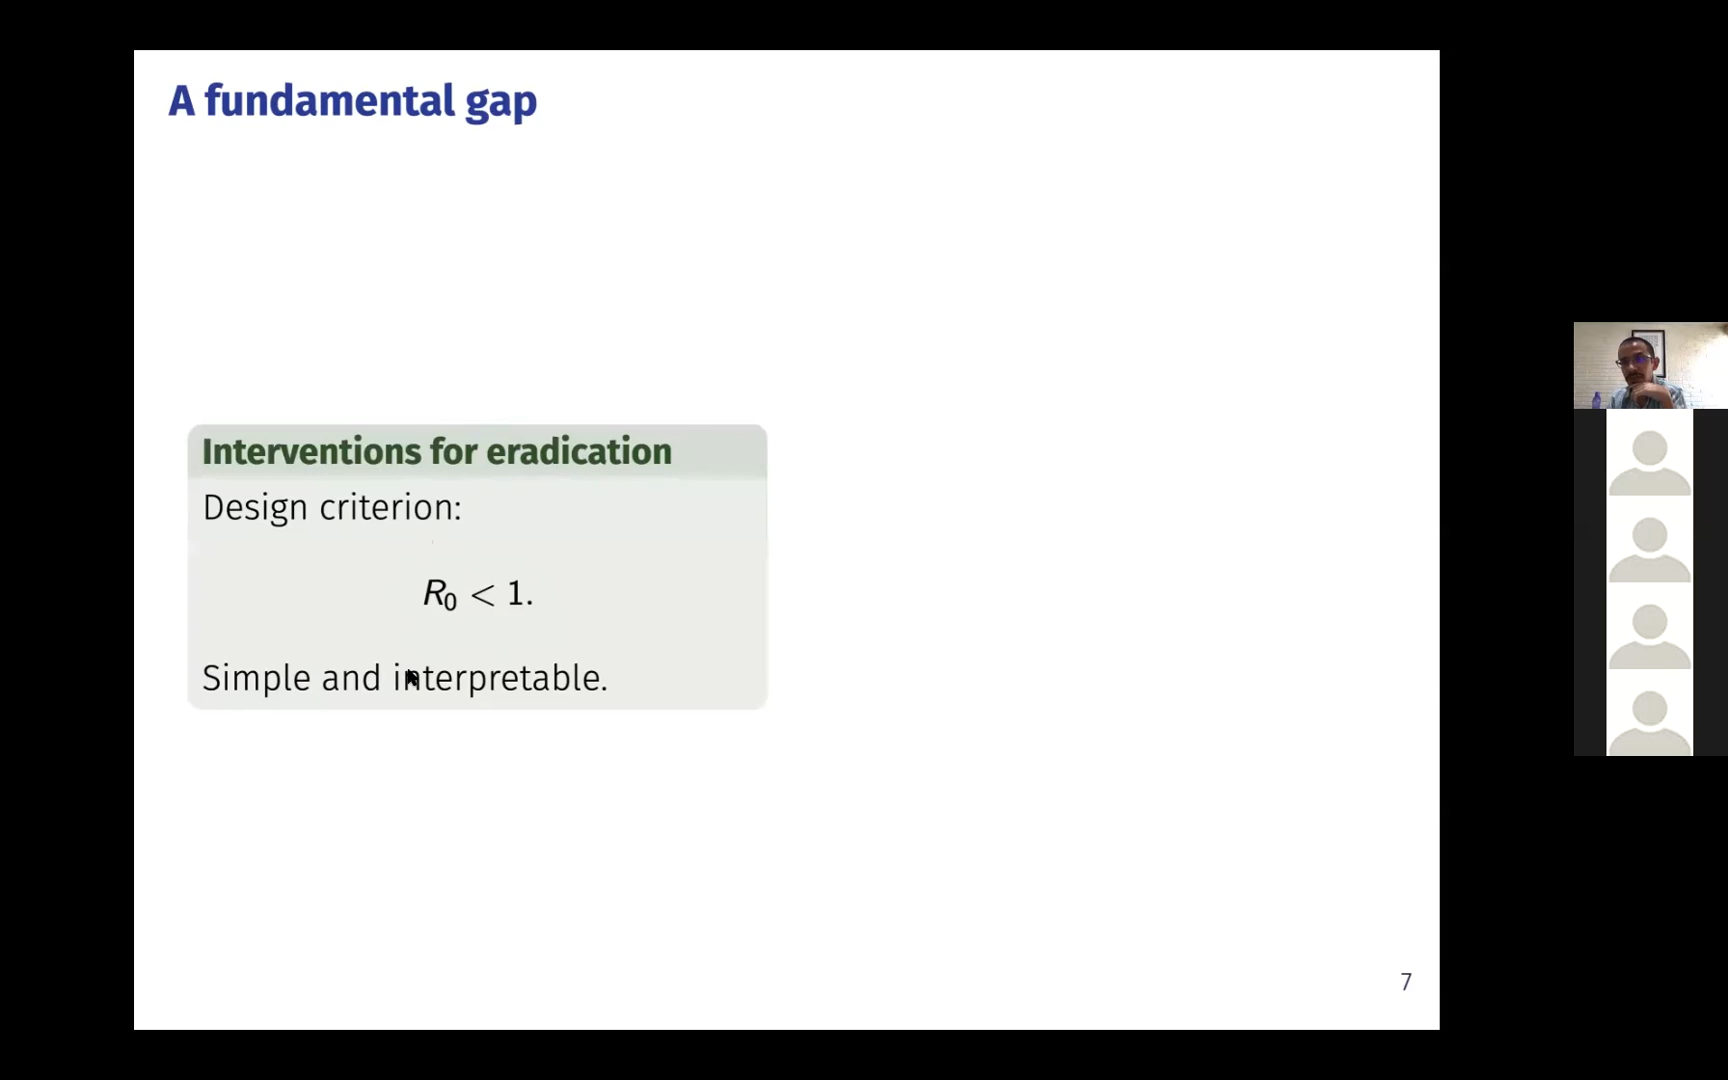 A fundamental gap
Interventions for eradication
Design criterion:
R₀ < 1.
Simple and interpretable.
7